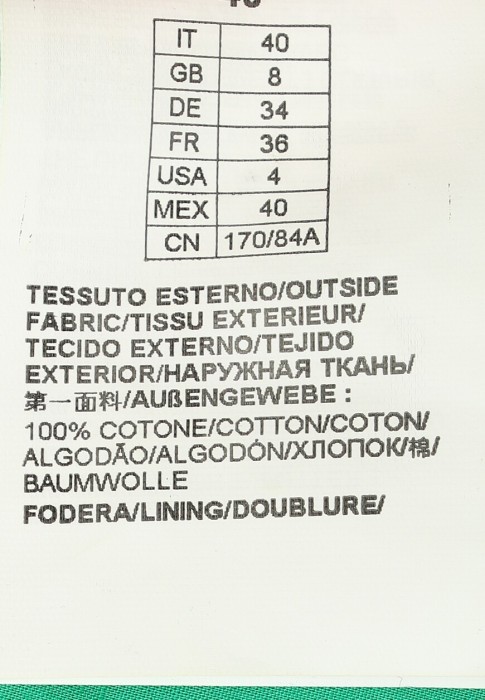 IT 40
GB 8
DE 34
FR 36
USA 4
MEX 40
CN 170/84A
TESSUTO ESTERNO/OUTSIDE
FABRIC/TISSU EXTERIEUR/
TECIDO EXTERNO/TEJIDO
EXTERIOR/НАРУЖНАЯ ТКАНЬ/
第一面料/AUßENGEWEBE :
100% COTONE/COTTON/COTON/
ALGODÃO/ALGODÓN/ХЛОПОК/棉/
BAUMWOLLE
FODERA/LINING/DOUBLURE/